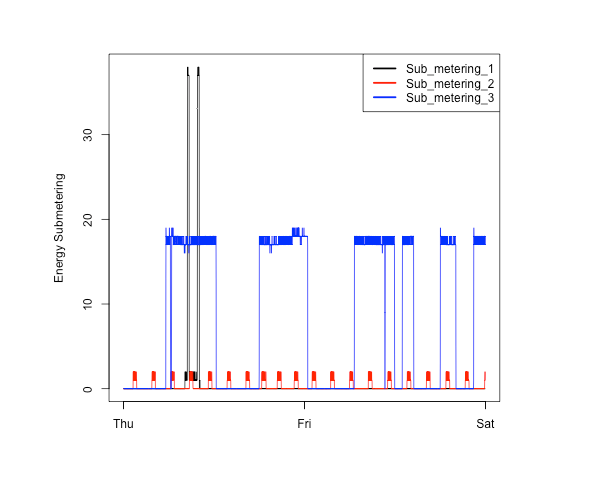 Sub_metering_1
Sub_metering_2
Sub_metering_3
Energy Submetering
30
20
10
0
Thu Fri Sat